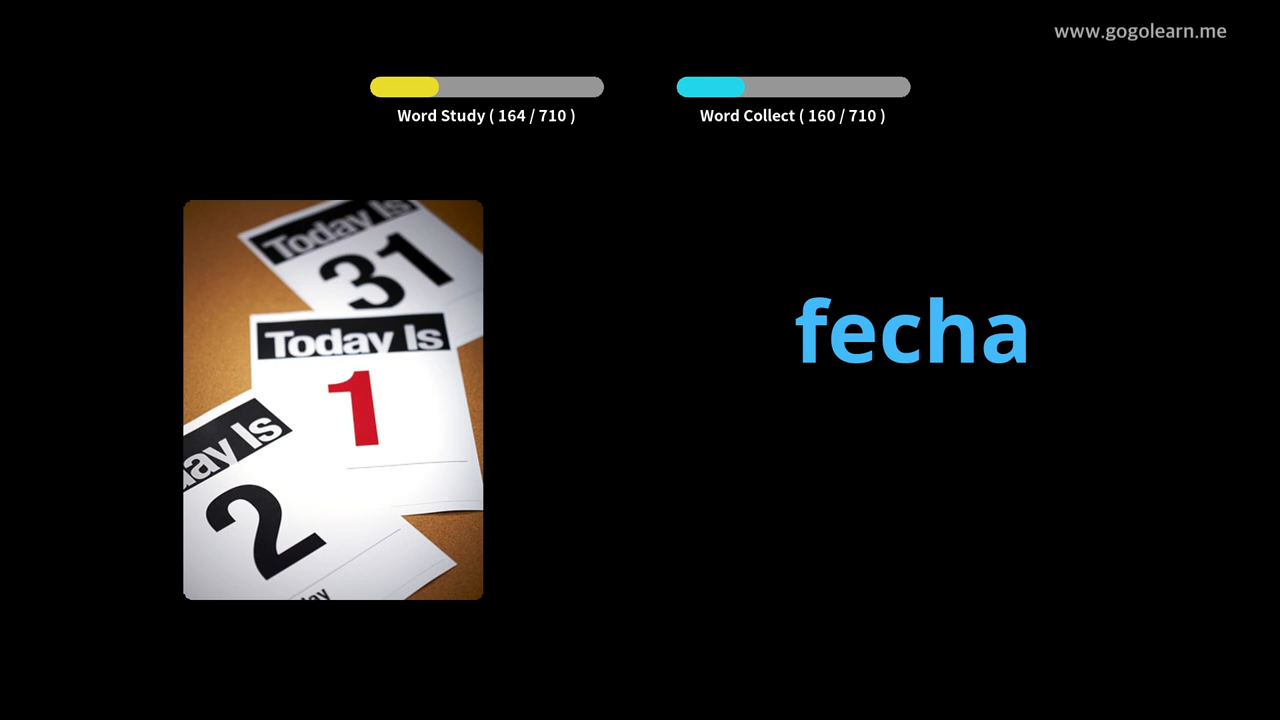 www.gogolearn.me
Word Study ( 164 / 710 )
Word Collect ( 160 / 710 )
Today Is
31
Today Is
1
fecha
ay Is
2
ay